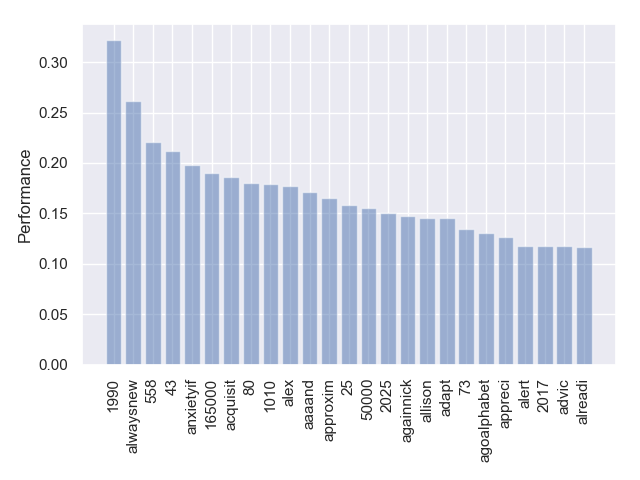 Performance
0.30
0.25
0.20
0.15
0.10
0.05
0.00
1990
alwaysnew
558
43
anxietyif
165000
acquisit
80
1010
alex
aaaand
approxim
25
50000
2025
againnick
allison
adapt
73
agoalphabet
appreci
alert
2017
advic
alreadi